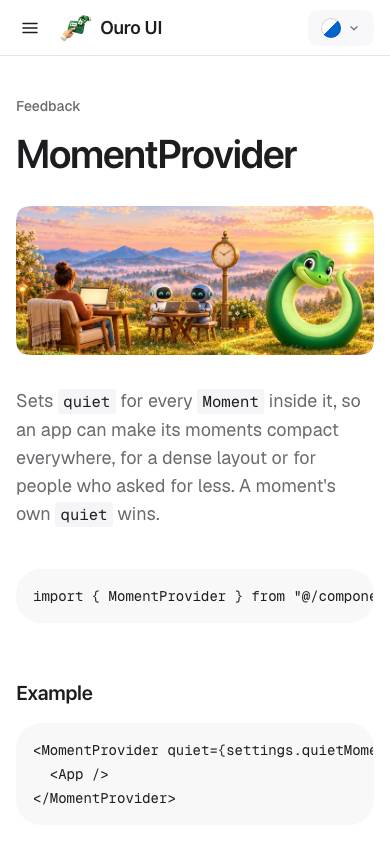 Ouro UI
Feedback
MomentProvider
Sets quiet for every Moment inside it, so
an app can make its moments compact
everywhere, for a dense layout or for
people who asked for less. A moment's
own quiet wins.
import { MomentProvider } from "@/compone
Example
<MomentProvider quiet={settings.quietMome
  <App />
</MomentProvider>